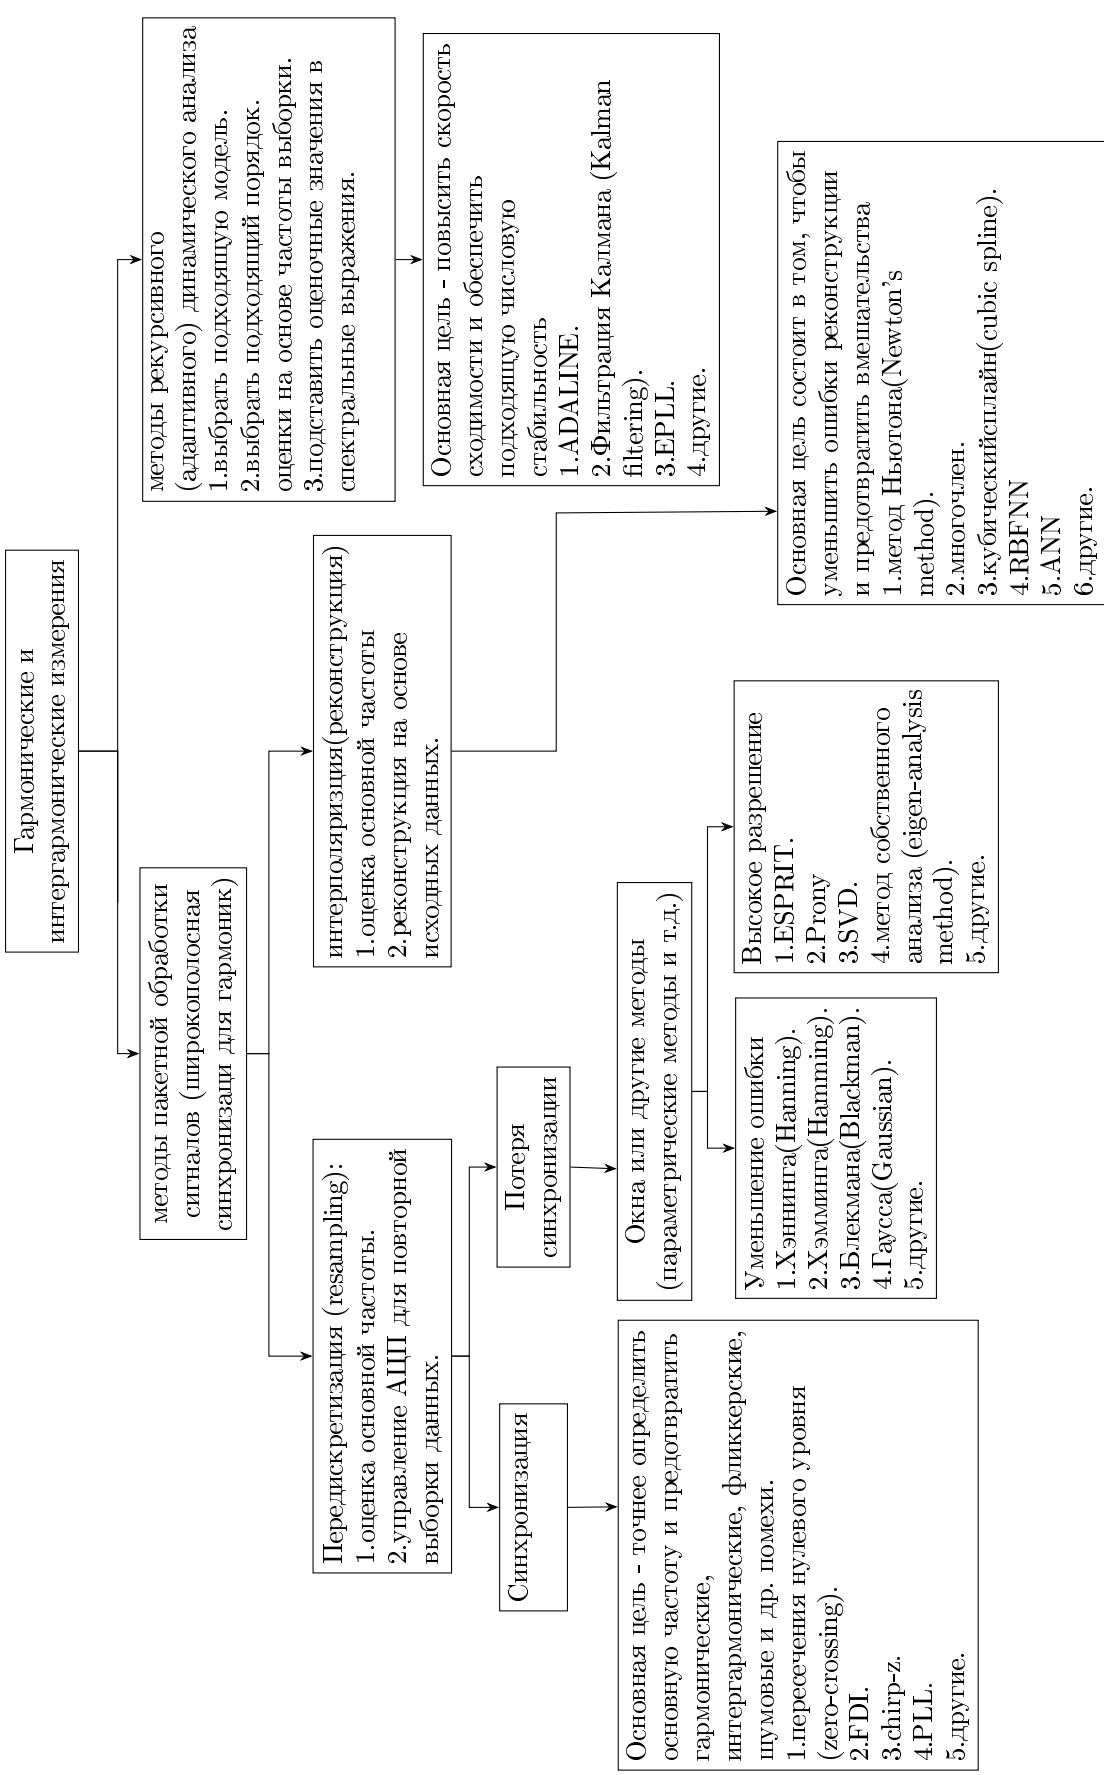 Гармонические и
интергармонические измерения
методы пакетной обработки
сигналов (широкополосная
синхронизаци для гармоник)
методы рекурсивного
(адаптивного) динамического анализа
1.выбрать подходящую модель.
2.выбрать подходящий порядок.
оценки на основе частоты выборки.
3.подставить оценочные значения в
спектральные выражения.
Передискретизация (resampling):
1.оценка основной частоты.
2.управление АЦП для повторной
выборки данных.
интерполяризция(реконструкция)
1.оценка основной частоты
2.реконструкция на основе
исходных данных.
Основная цель - повысить скорость
сходимости и обеспечить
подходящую числовую
стабильность
1.ADALINE.
2.Фильтрация Калмана (Kalman
filtering).
3.EPLL.
4.другие.
Синхронизация
Потеря
синхронизации
Основная цель - точнее определить
основную частоту и предотвратить
гармонические,
интергармонические, фликкерские,
шумовые и др. помехи.
1.пересечения нулевого уровня
(zero-crossing).
2.FDI.
3.chirp-z.
4.PLL.
5.другие.
Окна или другие методы
(параметрические методы и т.д.)
Уменьшение ошибки
1.Хэннинга(Hanning).
2.Хэмминга(Hamming).
3.Блекмана(Blackman).
4.Гаусса(Gaussian).
5.другие.
Высокое разрешение
1.ESPRIT.
2.Prony
3.SVD.
4.метод собственного
анализа (eigen-analysis
method).
5.другие.
Основная цель состоит в том, чтобы
уменьшить ошибки реконструкции
и предотвратить вмешательства
1.метод Ньютона(Newton's
method).
2.многочлен.
3.кубическийсплайн(cubic spline).
4.RBFNN
5.ANN
6.другие.